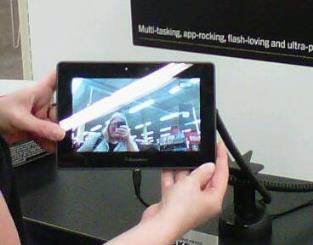 Multi-tasking, app-rocking, flash-loving and ultra-p
BlackBerry